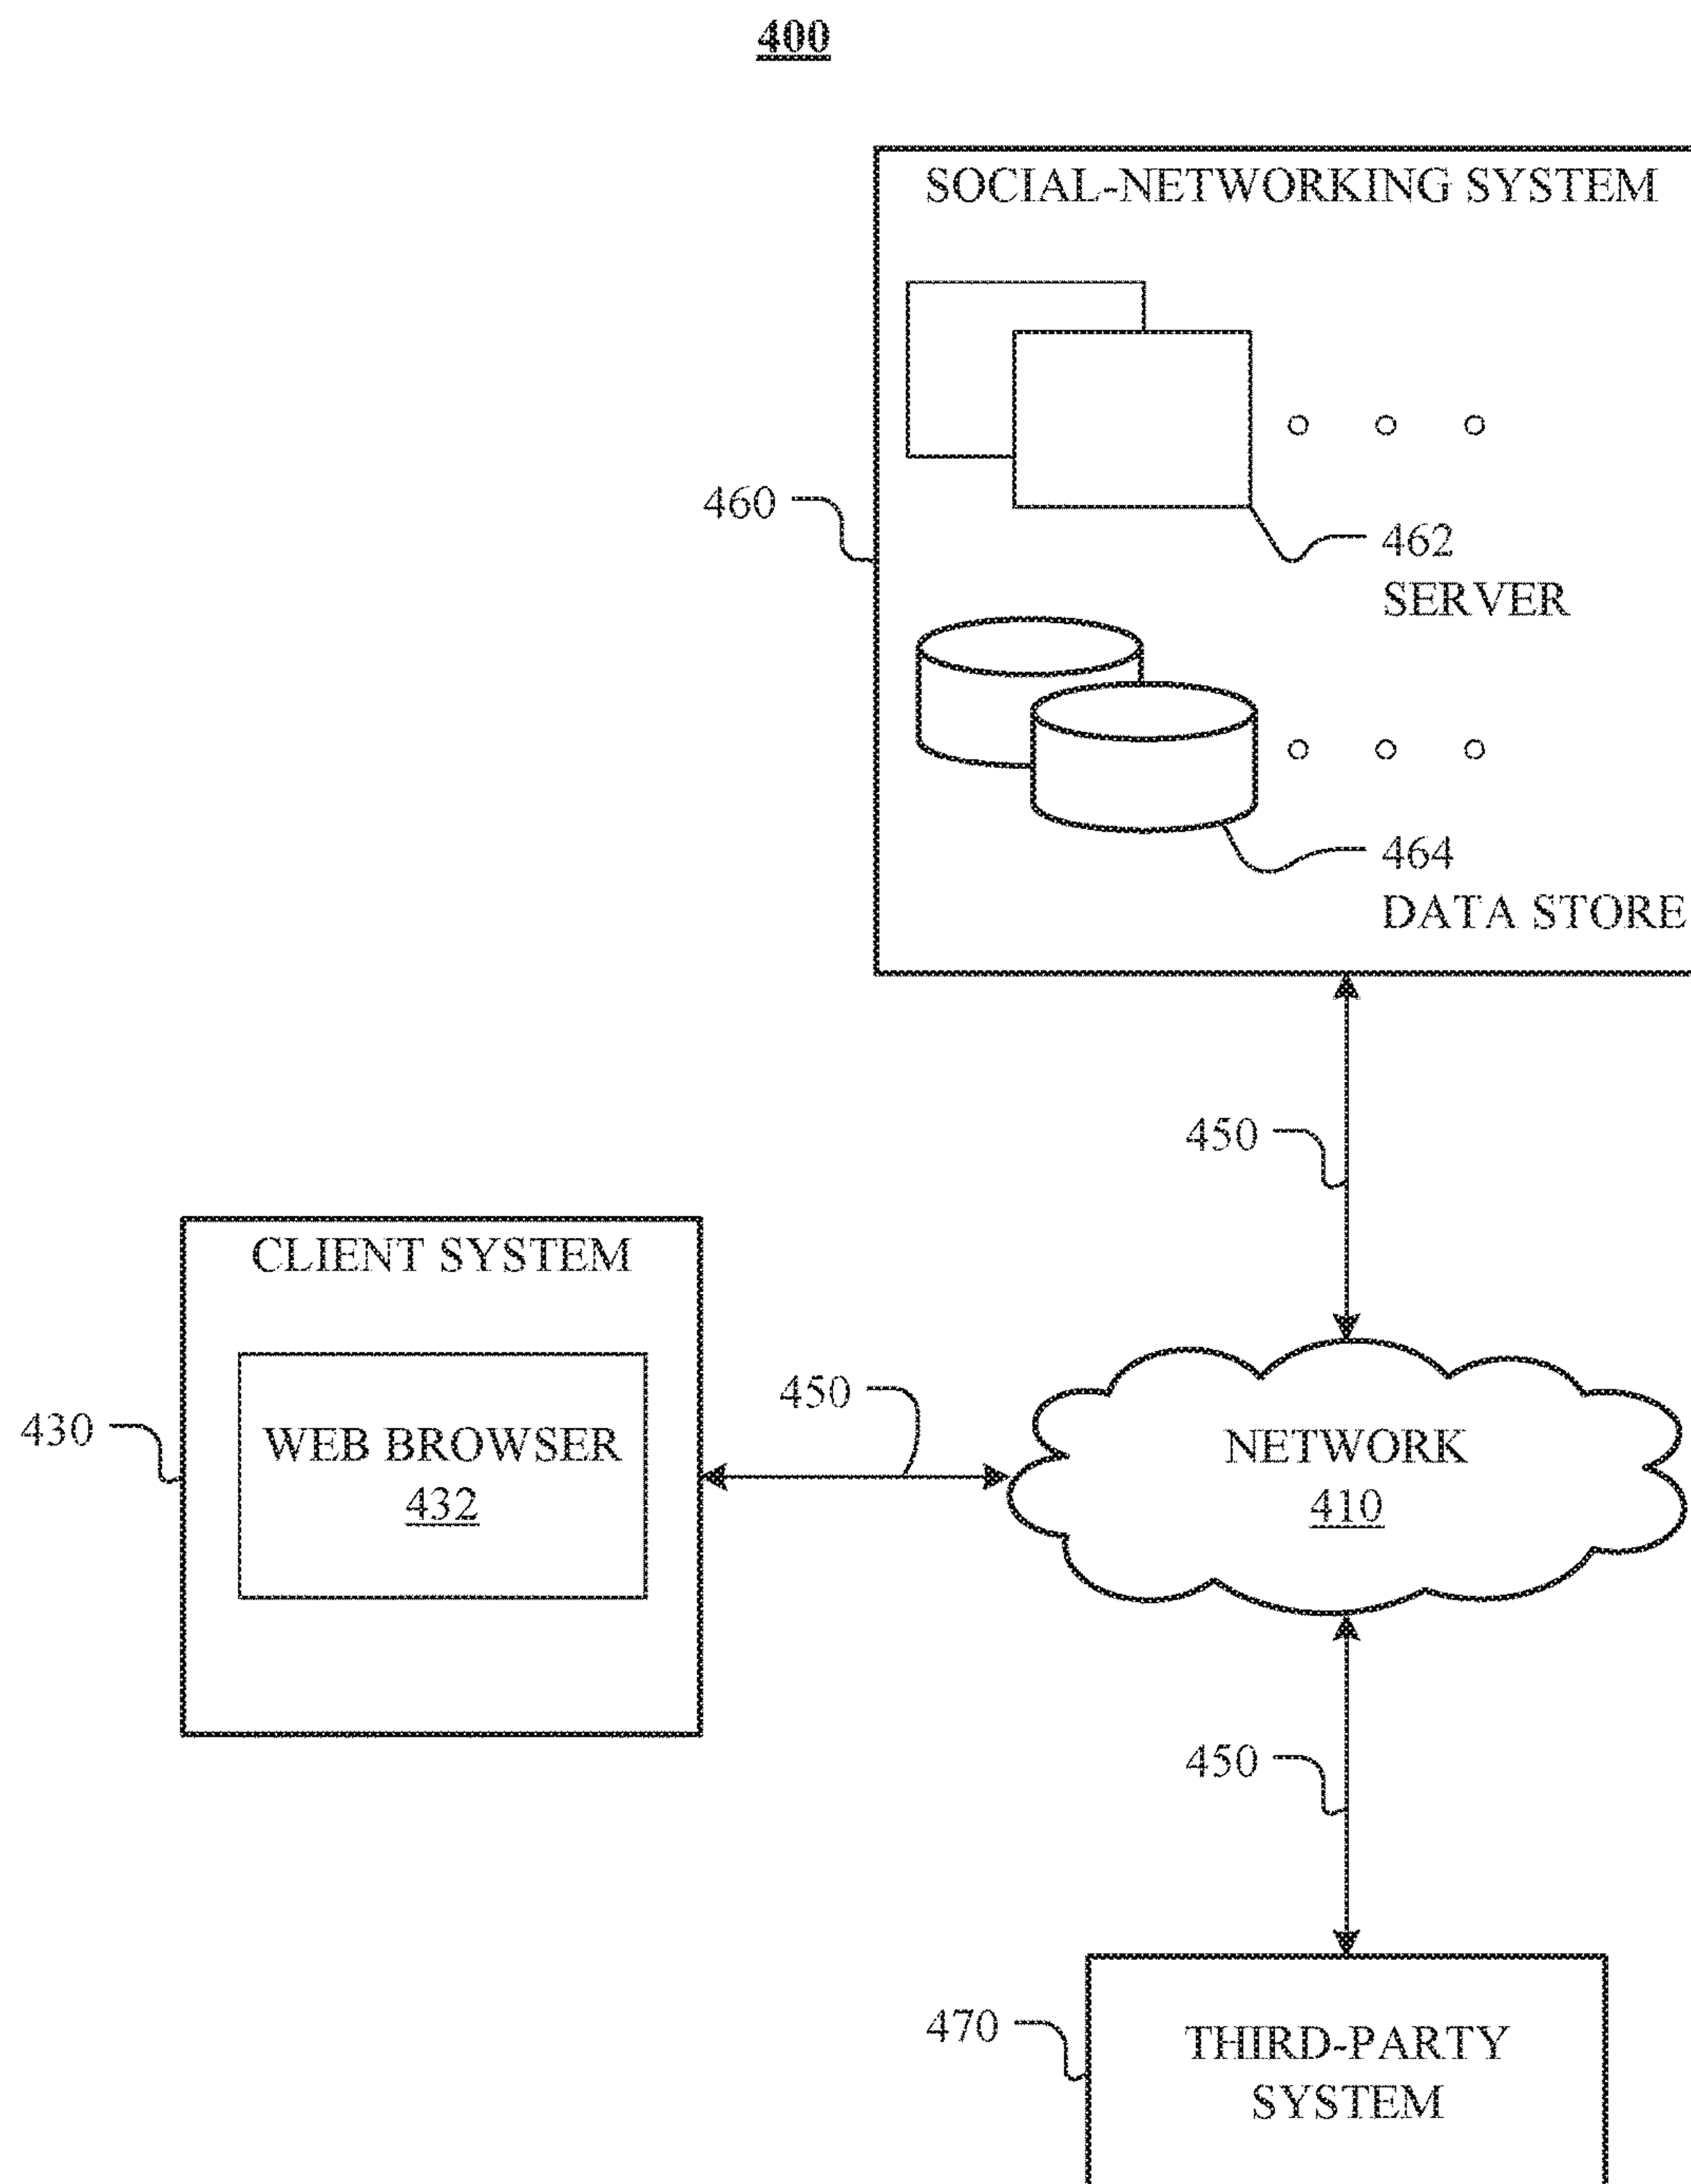 400
SOCIAL-NETWORKING SYSTEM
460
462
SERVER
464
DATA STORE
450
CLIENT SYSTEM
430
WEB BROWSER
432
450
NETWORK
410
450
470
THIRD-PARTY
SYSTEM